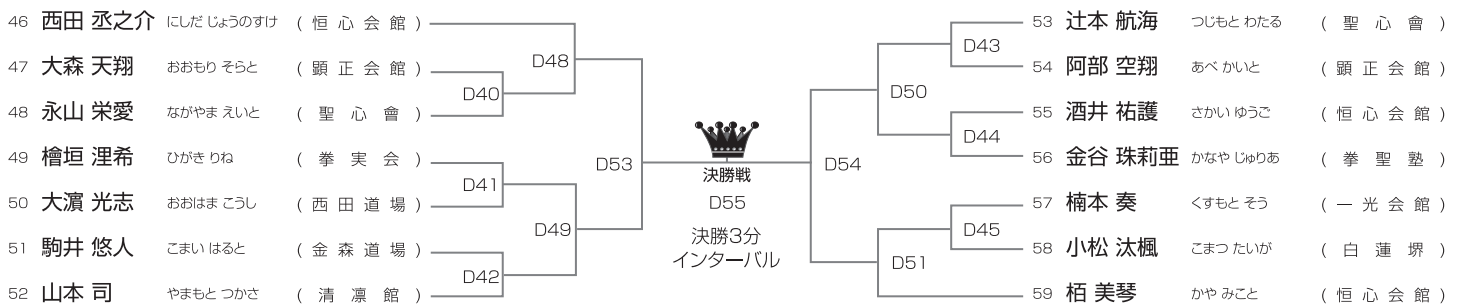 46 西田 丞之介 にしだ じょうのすけ ( 恒 心 会 館 )
47 大森 天翔 おおもり そらと ( 顕 正 会 館 )
48 永山 栄愛 ながやま えいと ( 聖 心 會 )
49 檜垣 浬希 ひがき りね ( 拳 実 会 )
50 大濵 光志 おおはま こうし ( 西 田 道 場 )
51 駒井 悠人 こまい はると ( 金 森 道 場 )
52 山本 司 やまもと つかさ ( 清 凛 館 )
D48
D40
D41
D49
D42
D53
決勝戦
D55
決勝3分
インターバル
D54
D43
D50
D44
D45
D51
53 辻本 航海 つじもと わたる ( 聖 心 會 )
54 阿部 空翔 あべ かいと ( 顕 正 会 館 )
55 酒井 祐護 さかい ゆうご ( 恒 心 会 館 )
56 金谷 珠莉亜 かなや じゅりあ ( 拳 聖 塾 )
57 楠本 奏 くすもと そう ( 一 光 会 館 )
58 小松 汰楓 こまつ たいが ( 白 蓮 堺 )
59 栢 美琴 かや みこと ( 恒 心 会 館 )